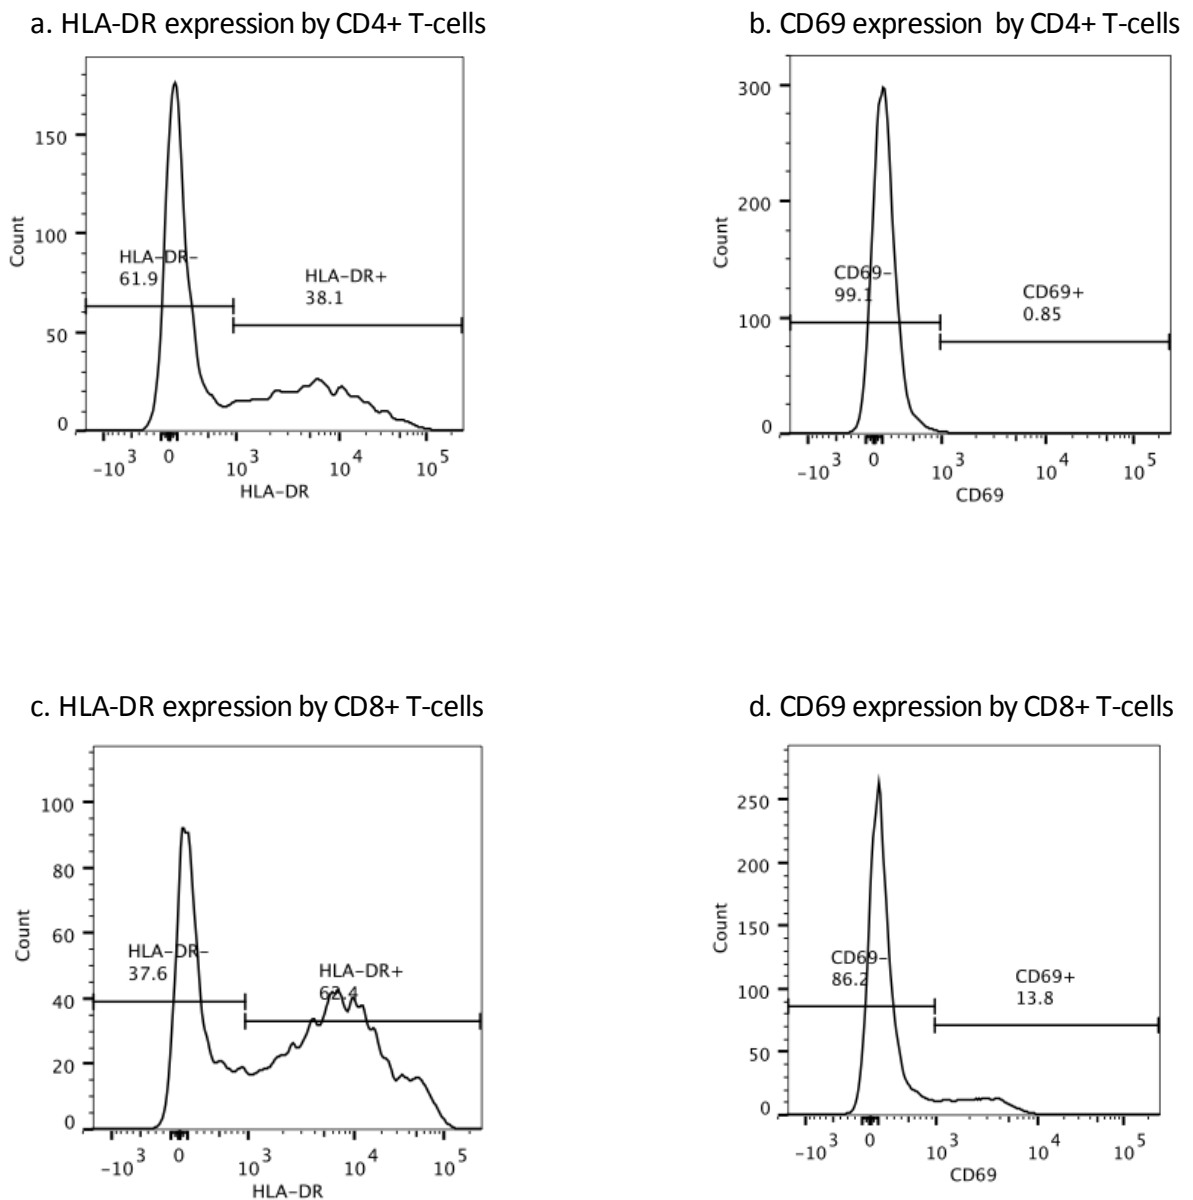 a. HLA-DR expression by CD4+ T-cells
150
100
50
0
Count
HLA-DR-
61.9
HLA-DR+
38.1
-10 3
0
10 3
10 4
10 5
HLA-DR
b. CD69 expression by CD4+ T-cells
300
200
100
0
Count
CD69-
99.1
CD69+
0.85
-10 3
0
10 3
10 4
10 5
CD69
c. HLA-DR expression by CD8+ T-cells
100
80
60
40
20
0
Count
HLA-DR-
37.6
HLA-DR+
62.4
-10 3
0
10 3
10 4
10 5
HLA-DR
d. CD69 expression by CD8+ T-cells
250
200
150
100
50
0
Count
CD69-
86.2
CD69+
13.8
-10 3
0
10 3
10 4
10 5
CD69